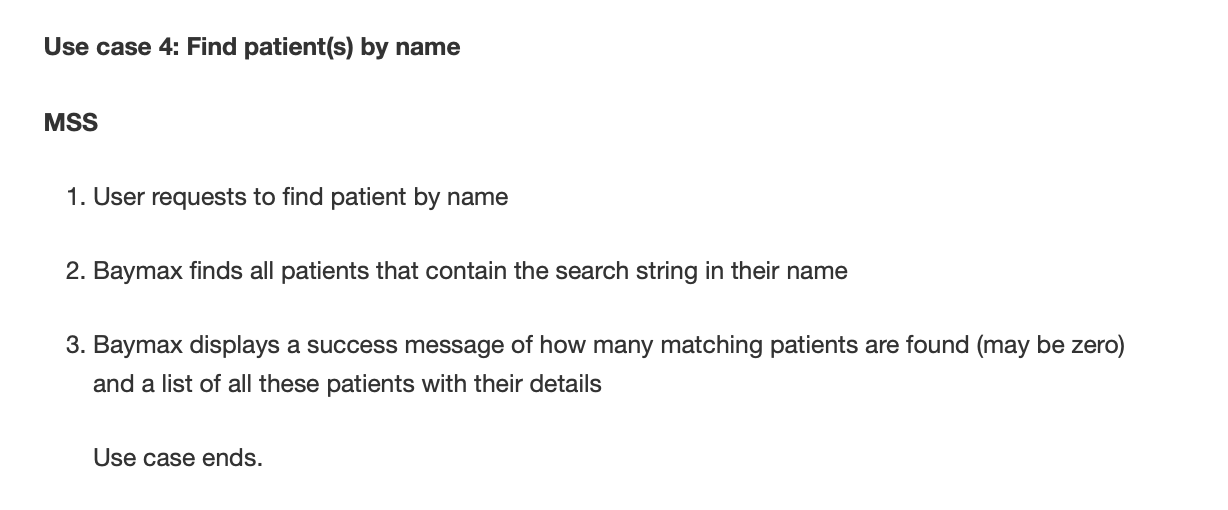 Use case 4: Find patient(s) by name
MSS
1. User requests to find patient by name
2. Baymax finds all patients that contain the search string in their name
3. Baymax displays a success message of how many matching patients are found (may be zero)
and a list of all these patients with their details
Use case ends.